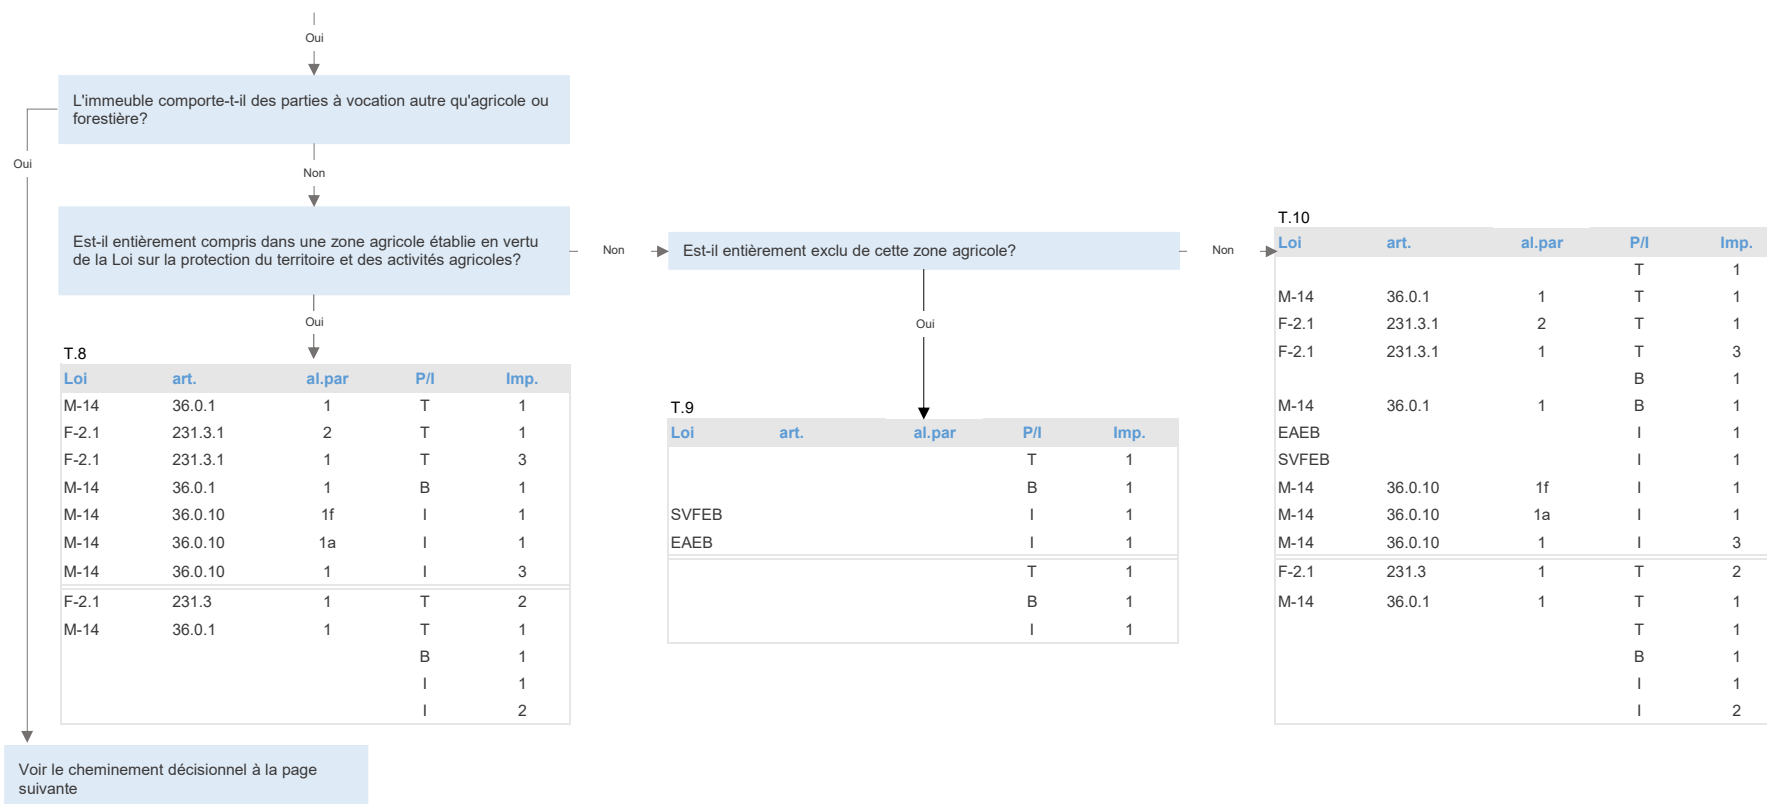 Oui
L'immeuble comporte-t-il des parties à vocation autre qu'agricole ou
forestière?
Oui
Non
Est-il entièrement compris dans une zone agricole établie en vertu
de la Loi sur la protection du territoire et des activités agricoles?
Non
Est-il entièrement exclu de cette zone agricole?
Non
Oui
T.8
Loi art. al.par P/I Imp.
M-14 36.0.1 1 T 1
F-2.1 231.3.1 2 T 1
F-2.1 231.3.1 1 T 3
M-14 36.0.1 1 B 1
M-14 36.0.10 1f I 1
M-14 36.0.10 1a I 1
M-14 36.0.10 1 I 3
F-2.1 231.3 1 T 2
M-14 36.0.1 1 T 1
B 1
I 1
I 2
Oui
T.9
Loi art. al.par P/I Imp.
T 1
B 1
SVFEB I 1
EAEB I 1
T 1
B 1
I 1
T.10
Loi art. al.par P/I Imp.
T 1
M-14 36.0.1 1 T 1
F-2.1 231.3.1 2 T 1
F-2.1 231.3.1 1 T 3
B 1
M-14 36.0.1 1 B 1
EAEB I 1
SVFEB I 1
M-14 36.0.10 1f I 1
M-14 36.0.10 1a I 1
M-14 36.0.10 1 I 3
F-2.1 231.3 1 T 2
M-14 36.0.1 1 T 1
T 1
B 1
I 1
I 2
Voir le cheminement décisionnel à la page
suivante